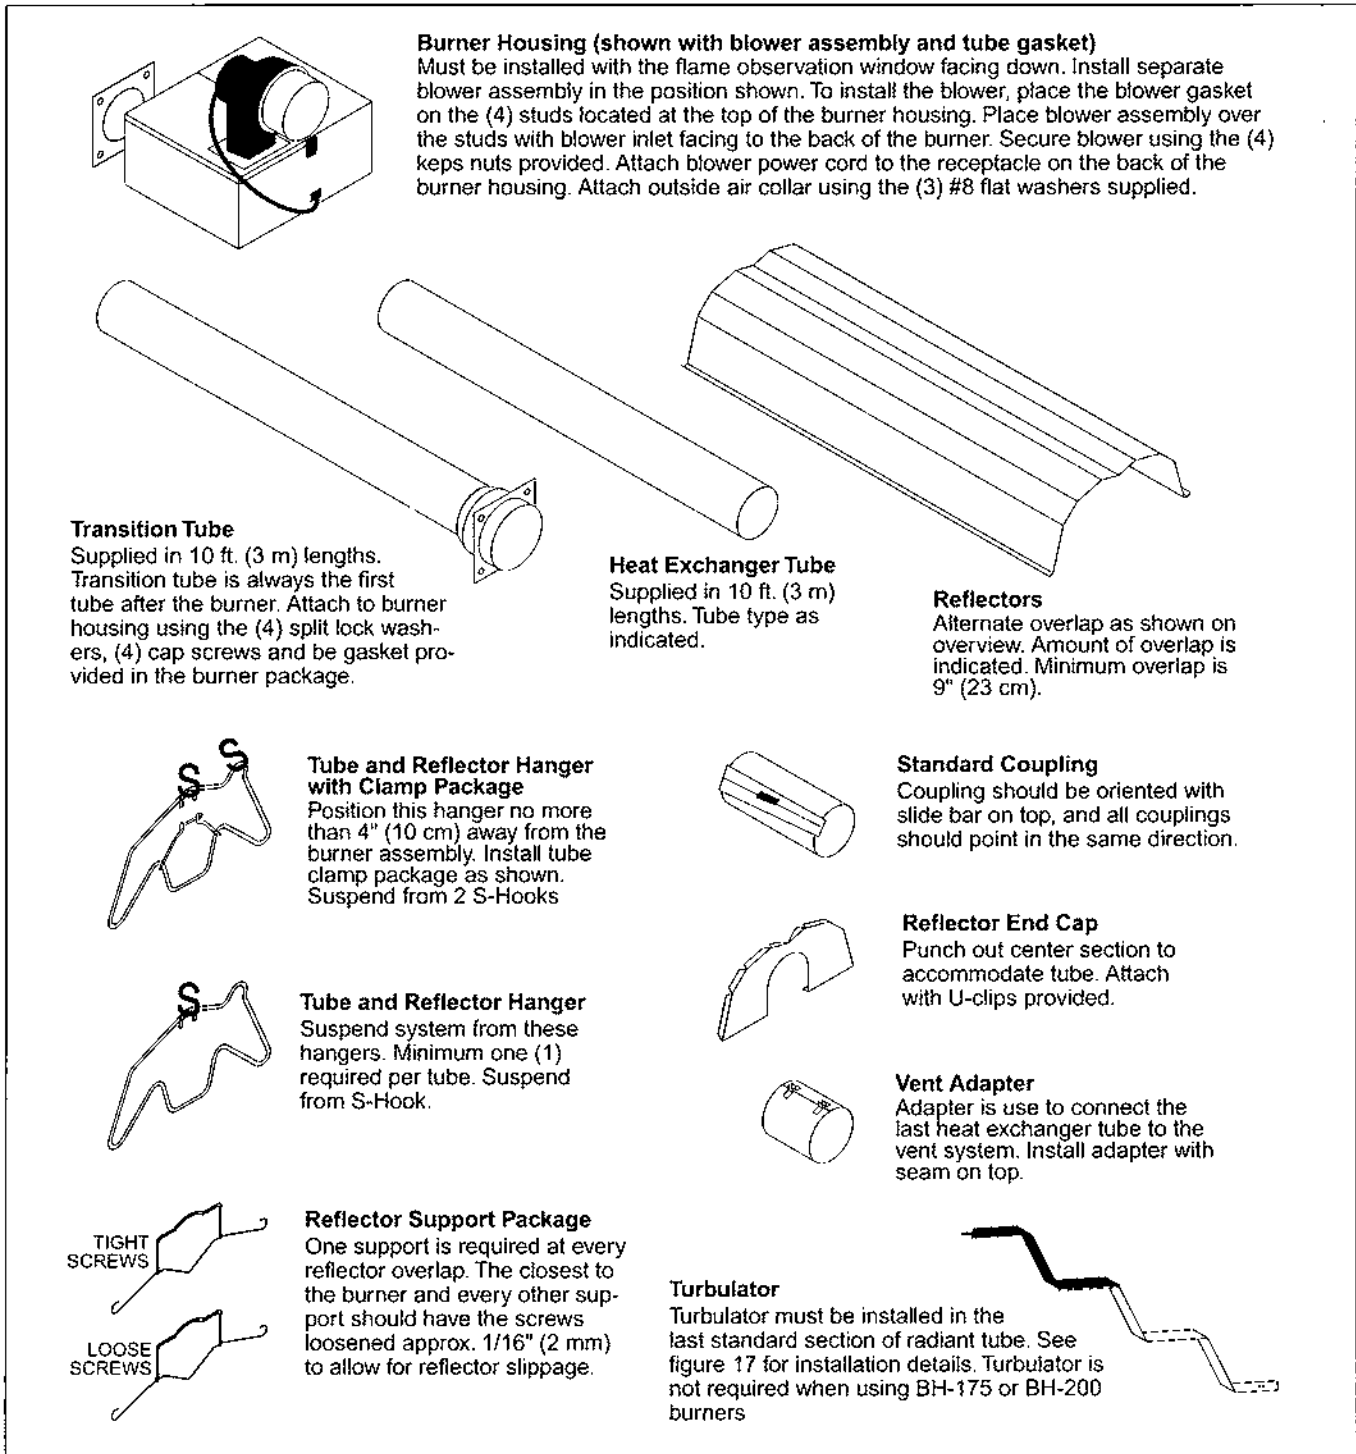 Burner Housing (shown with blower assembly and tube gasket)
Must be installed with the flame observation window facing down. Install separate
blower assembly in the position shown. To install the blower, place the blower gasket
on the (4) studs located at the top of the burner housing. Place blower assembly over
the studs with blower inlet facing to the back of the burner. Secure blower using the (4)
keps nuts provided. Attach blower power cord to the receptacle on the back of the
burner housing. Attach outside air collar using the (3) #8 flat washers supplied.
Transition Tube
Supplied in 10 ft. (3 m) lengths.
Transition tube is always the first
tube after the burner. Attach to burner
housing using the (4) split lock wash-
ers, (4) cap screws and be gasket pro-
vided in the burner package.
Heat Exchanger Tube
Supplied in 10 ft. (3 m)
lengths. Tube type as
indicated.
Reflectors
Alternate overlap as shown on
overview. Amount of overlap is
indicated. Minimum overlap is
9" (23 cm).
Tube and Reflector Hanger
with Clamp Package
Position this hanger no more
than 4" (10 cm) away from the
burner assembly. Install tube
clamp package as shown.
Suspend from 2 S-Hooks
Standard Coupling
Coupling should be oriented with
slide bar on top, and all couplings
should point in the same direction.
Reflector End Cap
Punch out center section to
accommodate tube. Attach
with U-clips provided.
Tube and Reflector Hanger
Suspend system from these
hangers. Minimum one (1)
required per tube. Suspend
from S-Hook.
Vent Adapter
Adapter is use to connect the
last heat exchanger tube to the
vent system. Install adapter with
seam on top.
TIGHT
SCREWS
LOOSE
SCREWS
Reflector Support Package
One support is required at every
reflector overlap. The closest to
the burner and every other sup-
port should have the screws
loosened approx. 1/16" (2 mm)
to allow for reflector slippage.
Turbulator
Turbulator must be installed in the
last standard section of radiant tube. See
figure 17 for installation details. Turbulator is
not required when using BH-175 or BH-200
burners